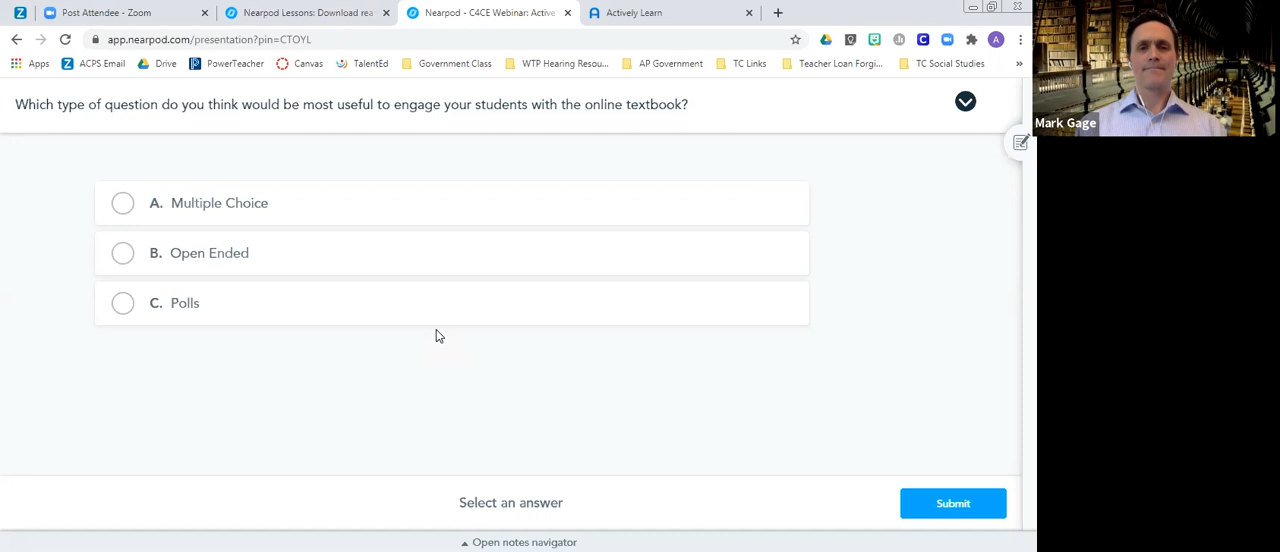 Post Attendee - Zoom
Nearpod Lessons: Download rea
Nearpod - C4CE Webinar: Active
Actively Learn
app.nearpod.com/presentation?pin=CTOYL
Apps
ACPS Email
Drive
PowerTeacher
Canvas
TalentEd
Government Class
WTP Hearing Resou...
AP Government
TC Links
Teacher Loan Forgi...
TC Social Studies
»
Which type of question do you think would be most useful to engage your students with the online textbook?
Mark Gage
A. Multiple Choice
B. Open Ended
C. Polls
Select an answer
Submit
Open notes navigator